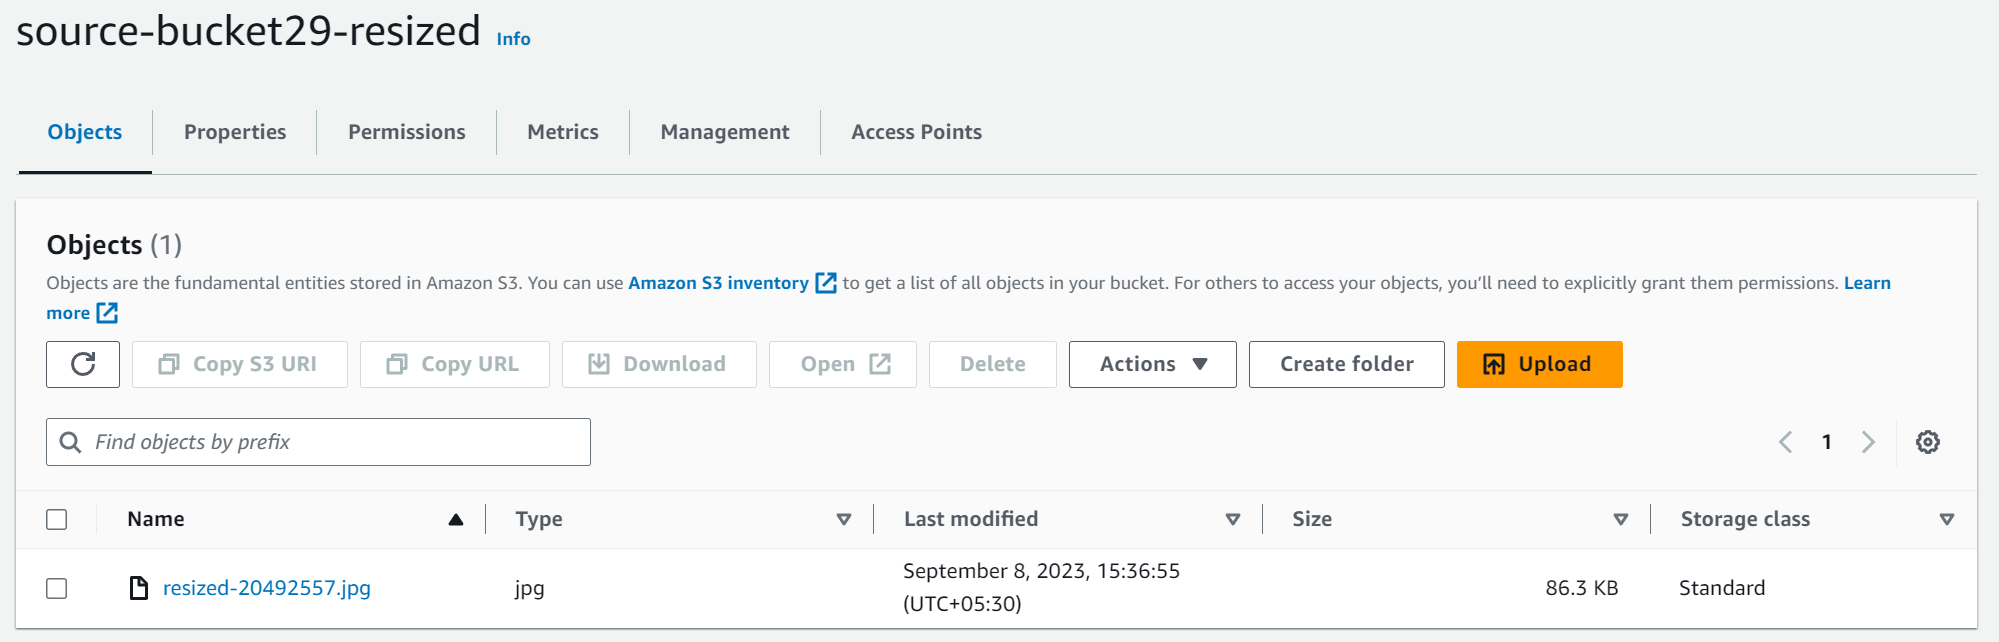 source-bucket29-resized Info
Objects Properties Permissions Metrics Management Access Points
Objects (1)
Objects are the fundamental entities stored in Amazon S3. You can use Amazon S3 inventory to get a list of all objects in your bucket. For others to access your objects, you’ll need to explicitly grant them permissions. Learn
more
Copy S3 URI Copy URL Download Open Delete Actions Create folder Upload
Find objects by prefix 1
Name Type Last modified Size Storage class
resized-20492557.jpg jpg September 8, 2023, 15:36:55 86.3 KB Standard
(UTC+05:30)